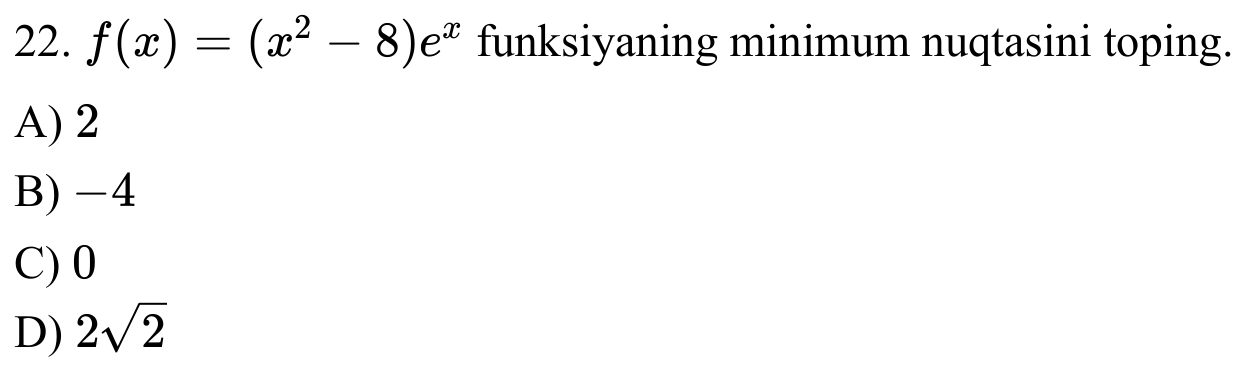 22. f(x) = (x² − 8)eˣ funksiyaning minimum nuqtasini toping.
A) 2
B) −4
C) 0
D) 2√2